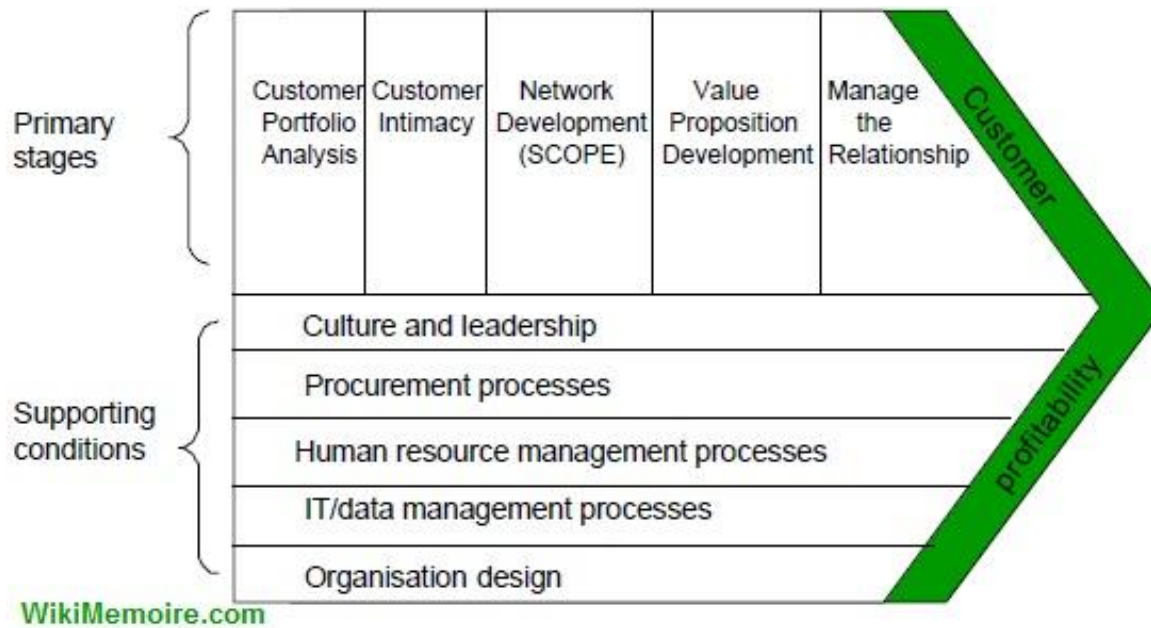 Primary
stages
Customer
Portfolio
Analysis
Customer
Intimacy
Network
Development
(SCOPE)
Value
Proposition
Development
Manage
the
Relationship
Customer
profitability
Supporting
conditions
Culture and leadership
Procurement processes
Human resource management processes
IT/data management processes
Organisation design
WikiMemoire.com